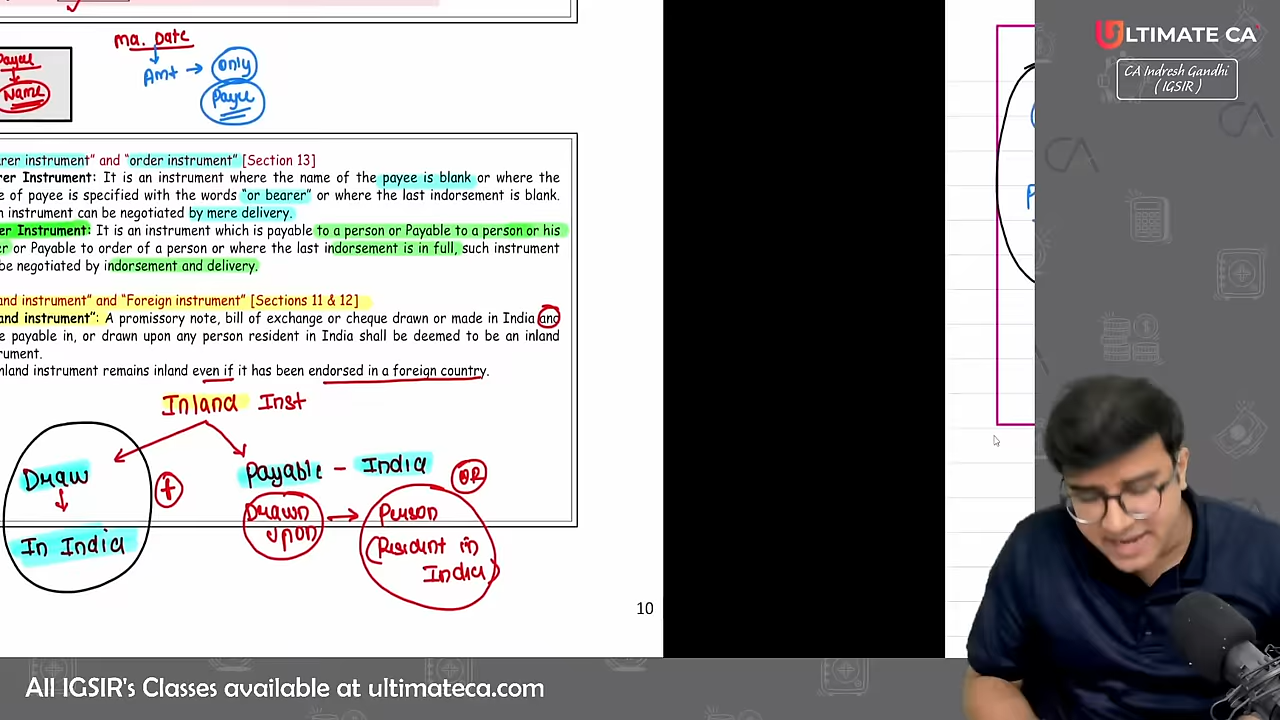 ma. Date
Amt → only
Payee
Payee
Name
ULTIMATE CA
CA Indresh Gandhi
( IGSIR )
rer instrument” and “order instrument” [Section 13]
er Instrument: It is an instrument where the name of the payee is blank or where the
e of payee is specified with the words “or bearer” or where the last indorsement is blank.
n instrument can be negotiated by mere delivery.
er Instrument: It is an instrument which is payable to a person or Payable to a person or his
er or Payable to order of a person or where the last indorsement is in full, such instrument
be negotiated by indorsement and delivery.
and instrument” and “Foreign instrument” [Sections 11 & 12]
and instrument”: A promissory note, bill of exchange or cheque drawn or made in India and
e payable in, or drawn upon any person resident in India shall be deemed to be an inland
rument.
nland instrument remains inland even if it has been endorsed in a foreign country.
Inland Inst
Draw
In India
+
Payable – India
OR
Drawn upon → Person
(Resident in
India)
10
All IGSIR's Classes available at ultimateca.com